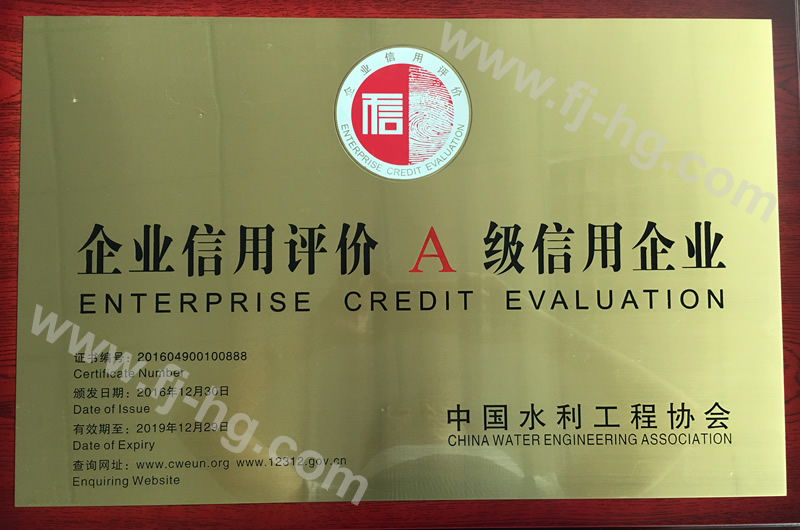 企业信用评价
信
ENTERPRISE CREDIT EVALUATION
企业信用评价 A 级信用企业
ENTERPRISE CREDIT EVALUATION
证书编号：201604900100888
Certificate Number
颁发日期：2016年12月30日
Date of Issue
有效期至：2019年12月29日
Date of Expiry
查询网址：www.cweun.org www.12312.gov.cn
Enquiring Website
中国水利工程协会
CHINA WATER ENGINEERING ASSOCIATION
www.fj-hg.com
www.fj-hg.com